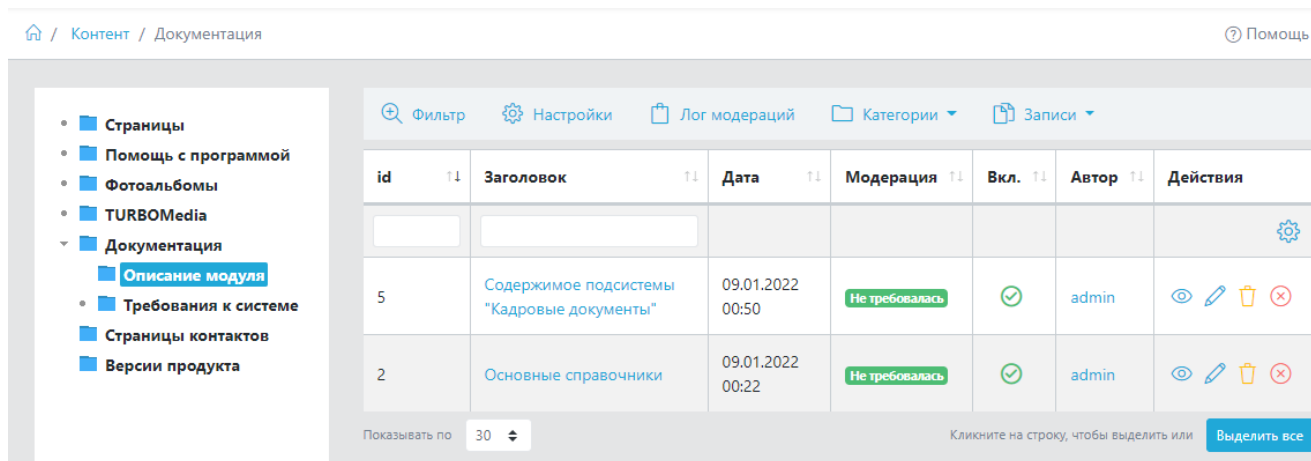 / Контент / Документация
Помощь
Страницы
Помощь с программой
Фотоальбомы
TURBOMedia
Документация
Описание модуля
Требования к системе
Страницы контактов
Версии продукта
Фильтр Настройки Лог модераций Категории Записи
id Заголовок Дата Модерация Вкл. Автор Действия
5 Содержимое подсистемы "Кадровые документы" 09.01.2022 00:50 Не требовалась admin
2 Основные справочники 09.01.2022 00:22 Не требовалась admin
Показывать по 30 Кликните на строку, чтобы выделить или Выделить все